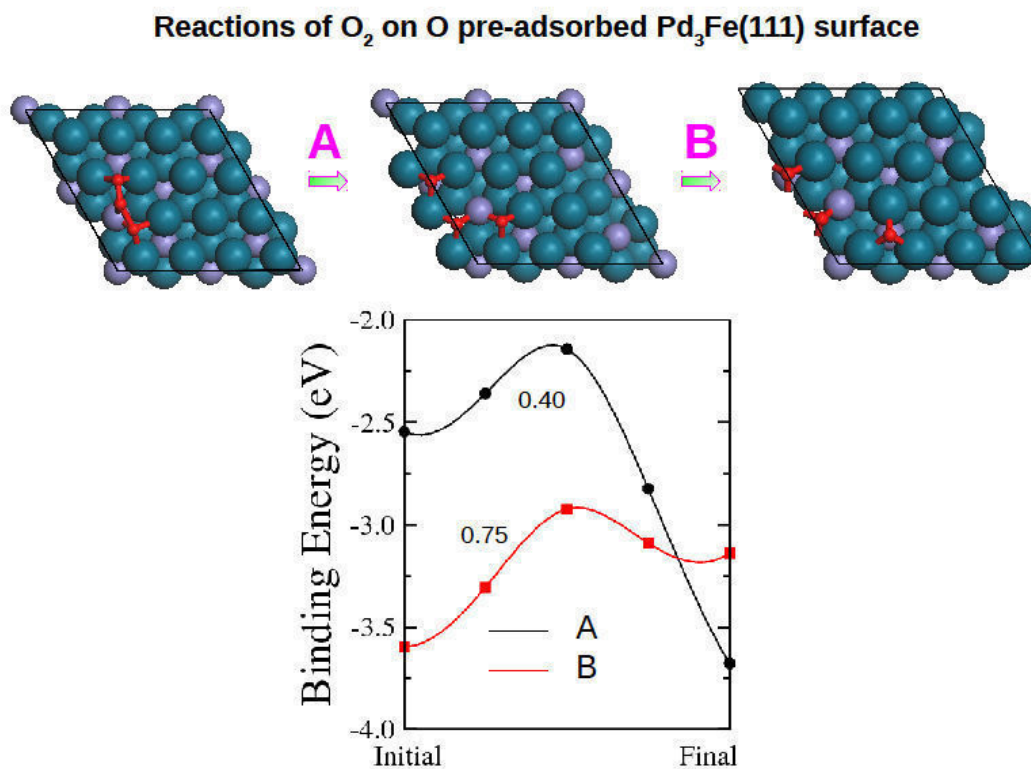 Reactions of O₂ on O pre-adsorbed Pd₃Fe(111) surface
A
B
Binding Energy (eV)
-2.0
-2.5
-3.0
-3.5
-4.0
0.40
0.75
A
B
Initial
Final